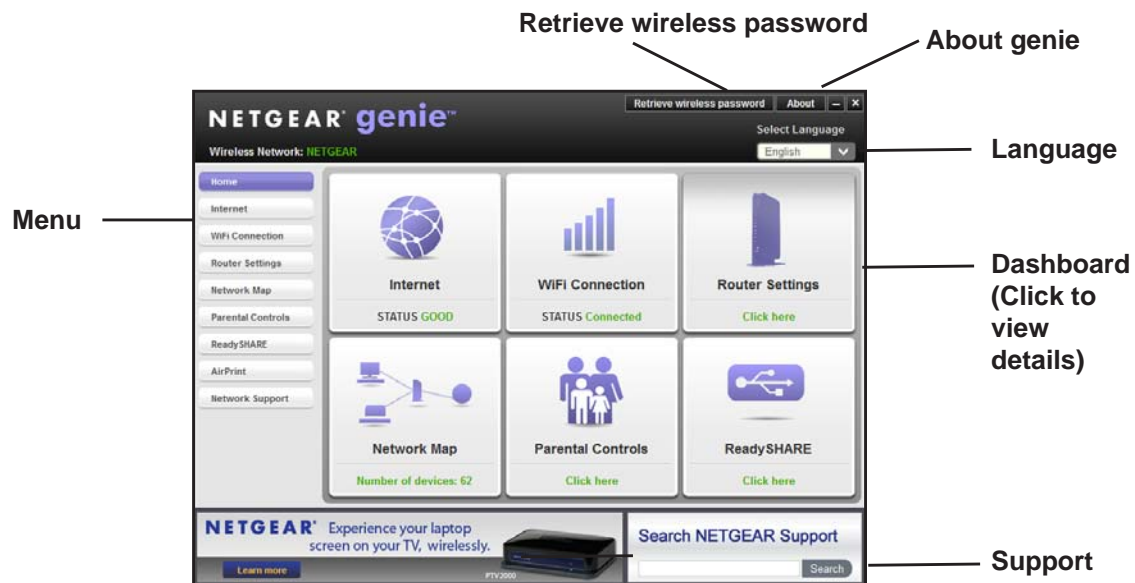 Retrieve wireless password
About genie
Retrieve wireless password About
NETGEAR® genie™
Select Language
Wireless Network: NETGEAR
English
Language
Menu
Home
Internet
WiFi Connection
Router Settings
Network Map
Parental Controls
ReadySHARE
AirPrint
Network Support
Internet
STATUS GOOD
WiFi Connection
STATUS Connected
Router Settings
Click here
Dashboard
(Click to
view
details)
Network Map
Number of devices: 62
Parental Controls
Click here
ReadySHARE
Click here
NETGEAR® Experience your laptop
screen on your TV, wirelessly.
Learn more
PTV2000
Search NETGEAR Support
Search
Support